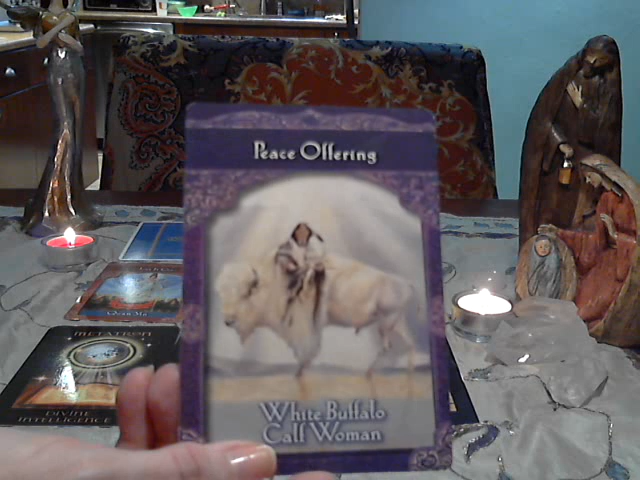 Peace Offering
White Buffalo
Calf Woman
METATRON
DIVINE
INTELLIGENCE